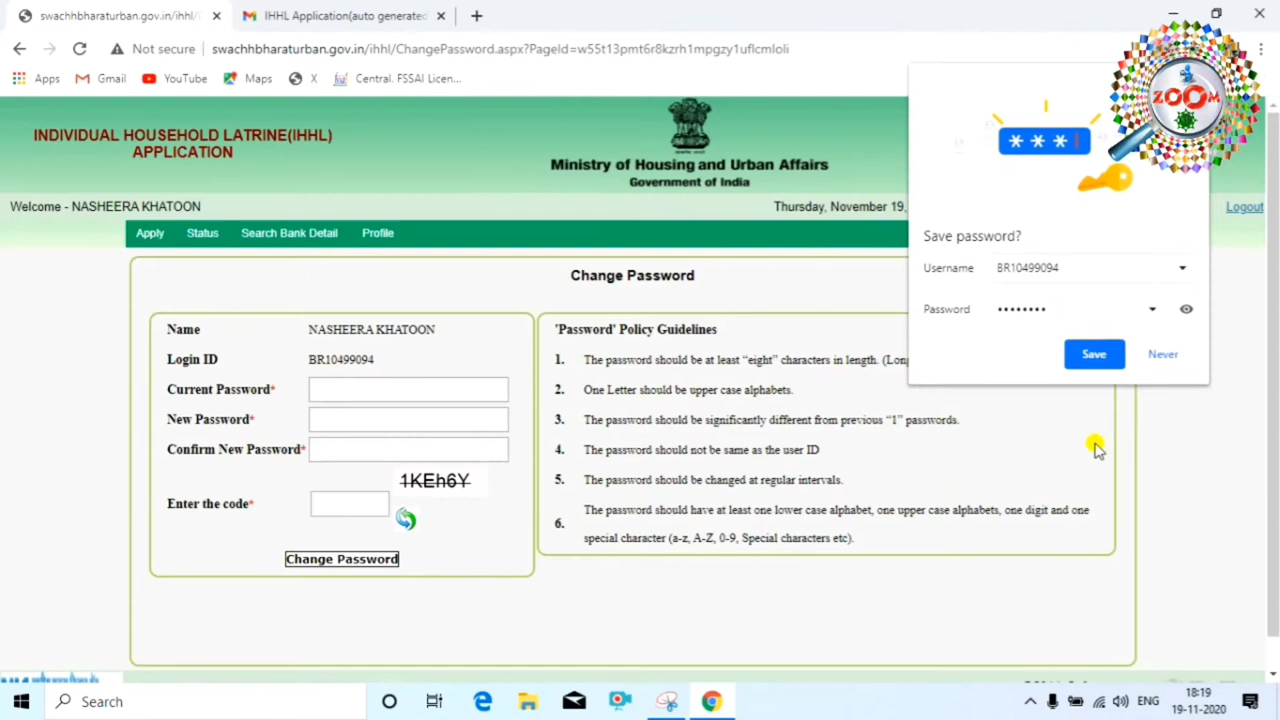 swachhbharaturban.gov.in/ihhl/
IHHL Application(auto generated
Not secure
swachhbharaturban.gov.in/ihhl/ChangePassword.aspx?PageId=w55t13pmt6r8kzrh1mpgzy1uflcmloli
Apps Gmail YouTube Maps X Central. FSSAI Licen...
ZOOM
INDIVIDUAL HOUSEHOLD LATRINE(IHHL)
APPLICATION
Ministry of Housing and Urban Affairs
Government of India
Welcome - NASHEERA KHATOON
Thursday, November 19,
Logout
Apply Status Search Bank Detail Profile
* * *
Save password?
Username BR10499094
Password ••••••••
Save Never
Change Password
Name NASHEERA KHATOON
Login ID BR10499094
Current Password*
New Password*
Confirm New Password*
1KEh6Y
Enter the code*
Change Password
'Password' Policy Guidelines
1. The password should be at least “eight” characters in length. (Lon
2. One Letter should be upper case alphabets.
3. The password should be significantly different from previous “1” passwords.
4. The password should not be same as the user ID
5. The password should be changed at regular intervals.
6. The password should have at least one lower case alphabet, one upper case alphabets, one digit and one
special character (a-z, A-Z, 0-9, Special characters etc).
Search
ENG
18:19
19-11-2020